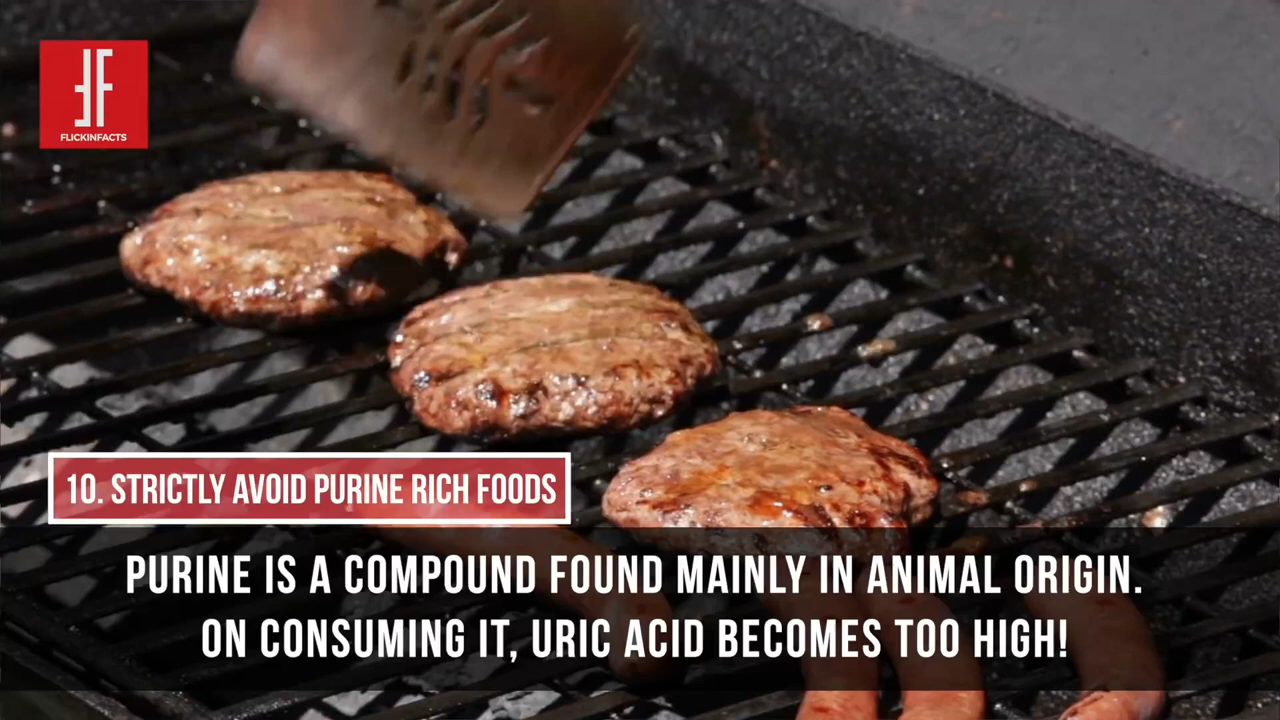 FLICKINFACTS
10. STRICTLY AVOID PURINE RICH FOODS
PURINE IS A COMPOUND FOUND MAINLY IN ANIMAL ORIGIN.
ON CONSUMING IT, URIC ACID BECOMES TOO HIGH!